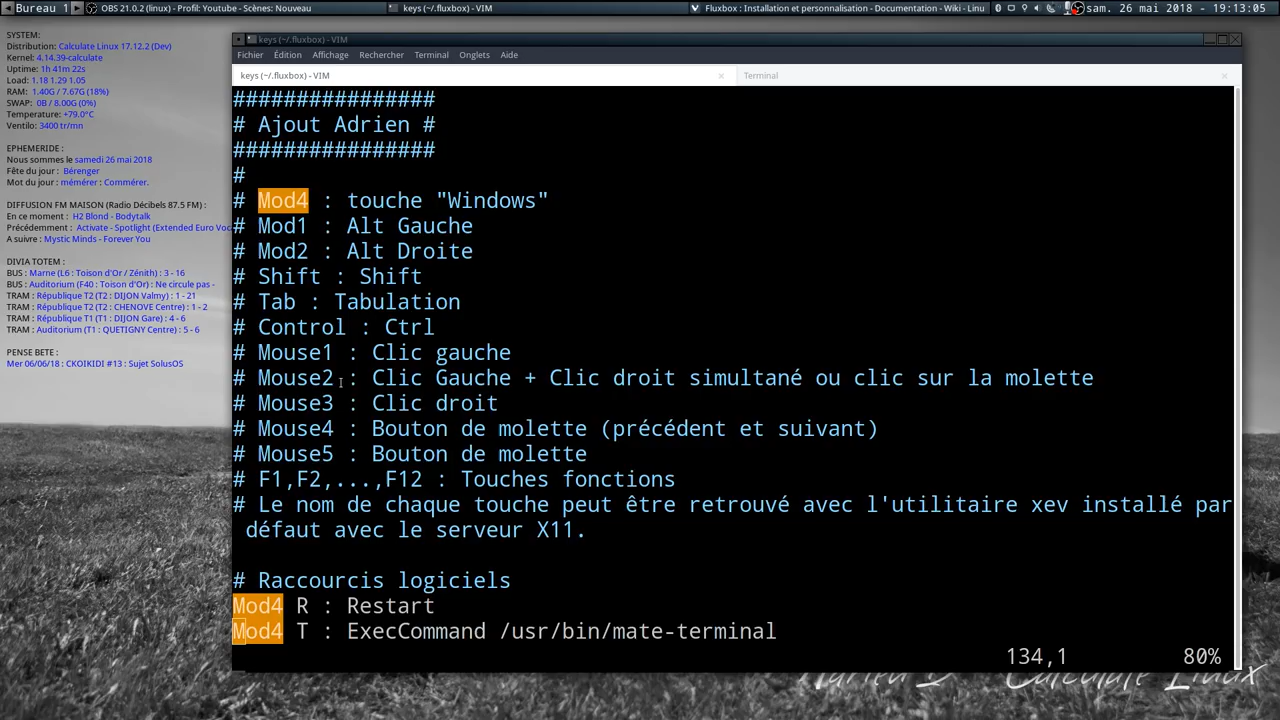 Bureau 1
OBS 21.0.2 (linux) - Profil: Youtube - Scènes: Nouveau
keys (~/.fluxbox) - VIM
Fluxbox : Installation et personnalisation - Documentation - Wiki - Linu
sam. 26 mai 2018 - 19:13:05
SYSTEM:
Distribution: Calculate Linux 17.12.2 (Dev)
Kernel: 4.14.39-calculate
Uptime: 1h 41m 22s
Load: 1.18 1.29 1.05
RAM: 1.40G / 7.67G (18%)
SWAP: 0B / 8.00G (0%)
Temperature: +79.0°C
Ventilo: 3400 tr/mn
EPHEMERIDE :
Nous sommes le samedi 26 mai 2018
Fête du jour : Bérenger
Mot du jour : mémérer : Commérer.
DIFFUSION FM MAISON (Radio Décibels 87.5 FM) :
En ce moment : H2 Blond - Bodytalk
Précédemment : Activate - Spotlight (Extended Euro Voc
A suivre : Mystic Minds - Forever You
DIVIA TOTEM :
BUS : Marne (L6 : Toison d'Or / Zénith) : 3 - 16
BUS : Auditorium (F40 : Toison d'Or) : Ne circule pas -
TRAM : République T2 (T2 : DIJON Valmy) : 1 - 21
TRAM : République T2 (T2 : CHENOVE Centre) : 1 - 2
TRAM : République T1 (T1 : DIJON Gare) : 4 - 6
TRAM : Auditorium (T1 : QUETIGNY Centre) : 5 - 6
PENSE BETE :
Mer 06/06/18 : CKOIKIDI #13 : Sujet SolusOS
keys (~/.fluxbox) - VIM
Fichier Édition Affichage Rechercher Terminal Onglets Aide
keys (~/.fluxbox) - VIM × Terminal ×
################
# Ajout Adrien #
################
#
# Mod4 : touche "Windows"
# Mod1 : Alt Gauche
# Mod2 : Alt Droite
# Shift : Shift
# Tab : Tabulation
# Control : Ctrl
# Mouse1 : Clic gauche
# Mouse2 : Clic Gauche + Clic droit simultané ou clic sur la molette
# Mouse3 : Clic droit
# Mouse4 : Bouton de molette (précédent et suivant)
# Mouse5 : Bouton de molette
# F1,F2,...,F12 : Touches fonctions
# Le nom de chaque touche peut être retrouvé avec l'utilitaire xev installé par
défaut avec le serveur X11.
# Raccourcis logiciels
Mod4 R : Restart
Mod4 T : ExecCommand /usr/bin/mate-terminal
134,1 80%